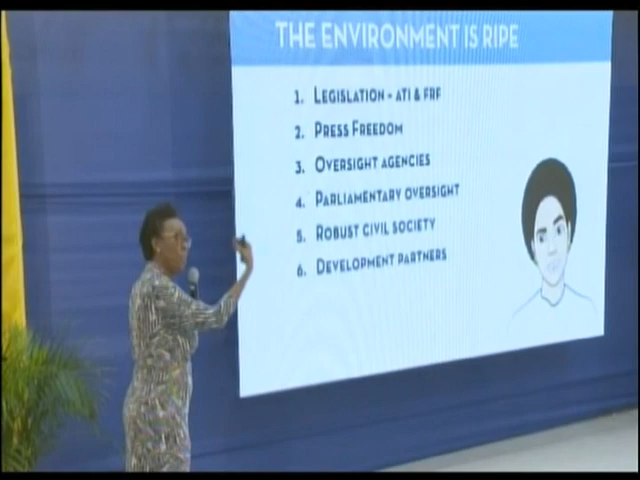 THE ENVIRONMENT IS RIPE
1. LEGISLATION - ATI & FRF
2. PRESS FREEDOM
3. OVERSIGHT AGENCIES
4. PARLIAMENTARY OVERSIGHT
5. ROBUST CIVIL SOCIETY
6. DEVELOPMENT PARTNERS